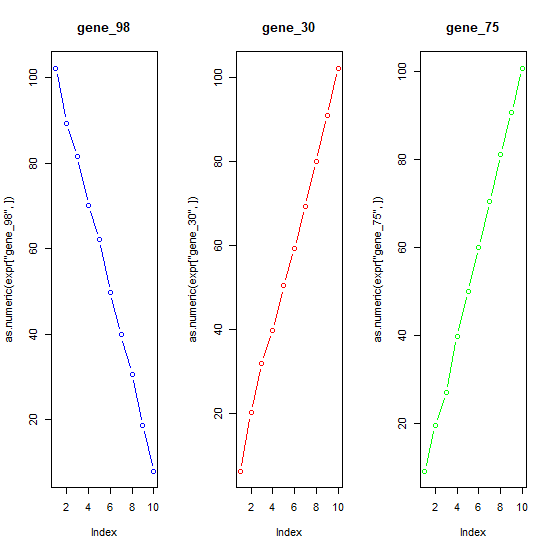 gene_98
gene_30
gene_75
as.numeric(expr["gene_98", ])
100
80
60
40
20
2 4 6 8 10
Index
as.numeric(expr["gene_30", ])
100
80
60
40
20
2 4 6 8 10
Index
as.numeric(expr["gene_75", ])
100
80
60
40
20
2 4 6 8 10
Index